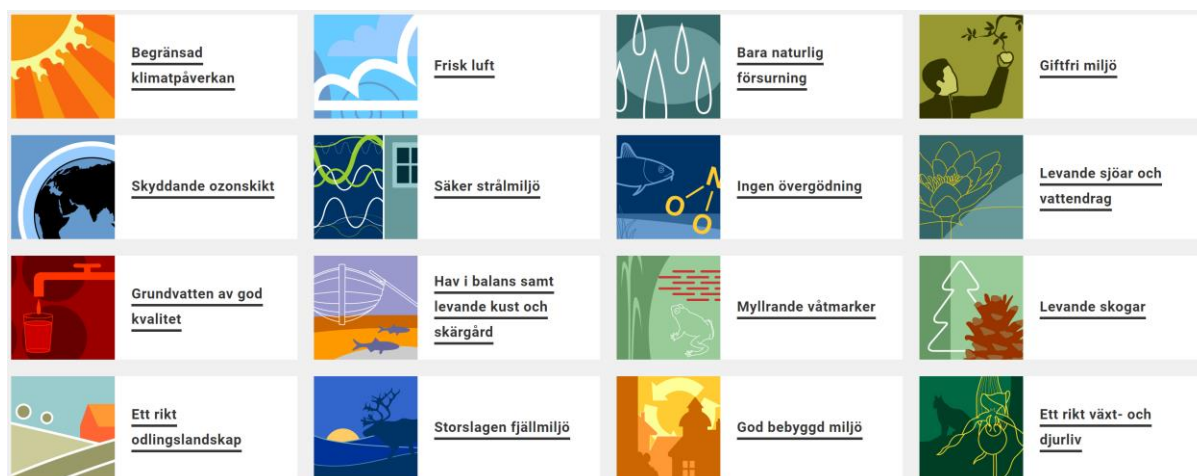 Begränsad
klimatpåverkan
Frisk luft
Bara naturlig
försurning
Giftfri miljö
Skyddande ozonskikt
Säker strålmiljö
Ingen övergödning
N
O
O
Levande sjöar och
vattendrag
Grundvatten av god
kvalitet
Hav i balans samt
levande kust och
skärgård
Myllrande våtmarker
Levande skogar
Ett rikt
odlingslandskap
Storslagen fjällmiljö
God bebyggd miljö
Ett rikt växt- och
djurliv